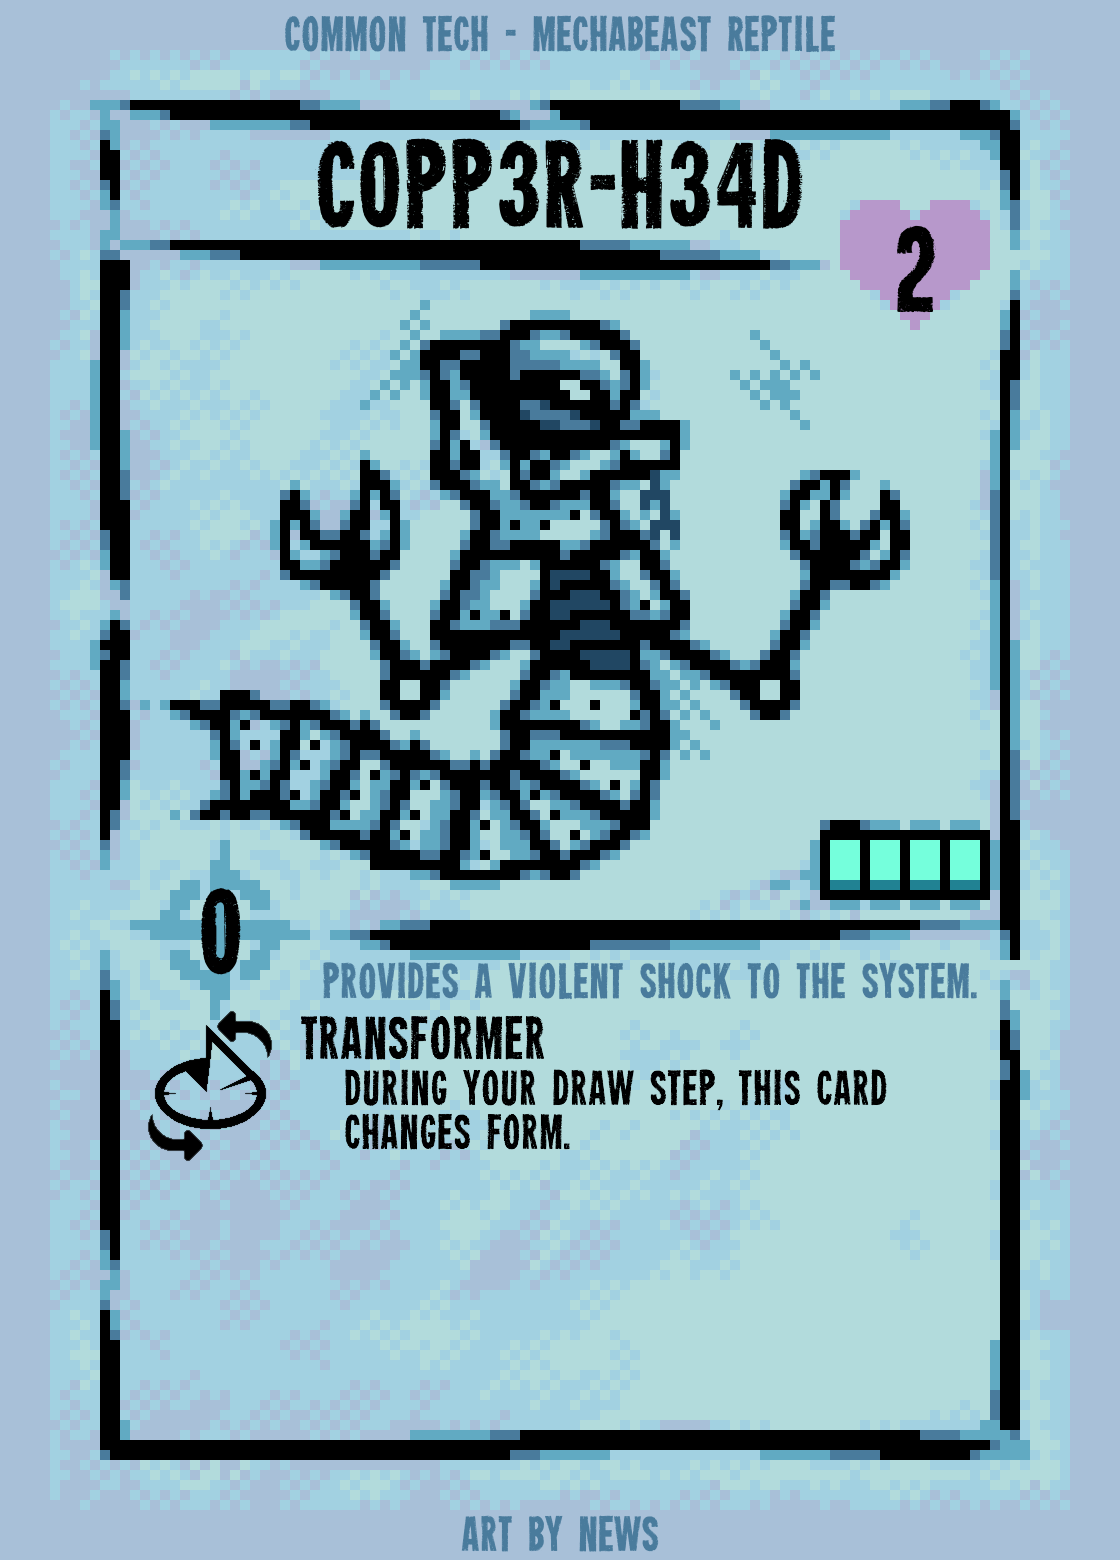 COMMON TECH - MECHABEAST REPTILE
C0PP3R-H34D
2
0
PROVIDES A VIOLENT SHOCK TO THE SYSTEM.
TRANSFORMER
DURING YOUR DRAW STEP, THIS CARD
CHANGES FORM.
ART BY NEWS